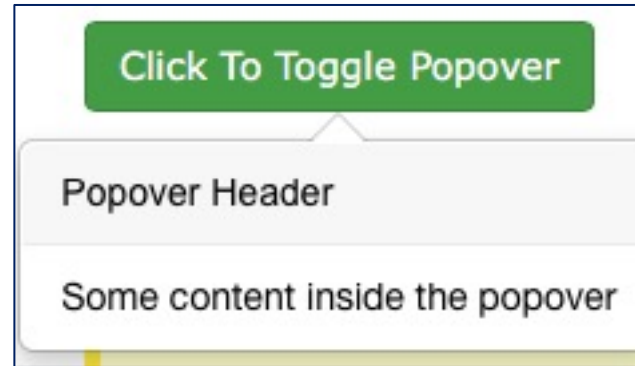 Click To Toggle Popover
Popover Header
Some content inside the popover